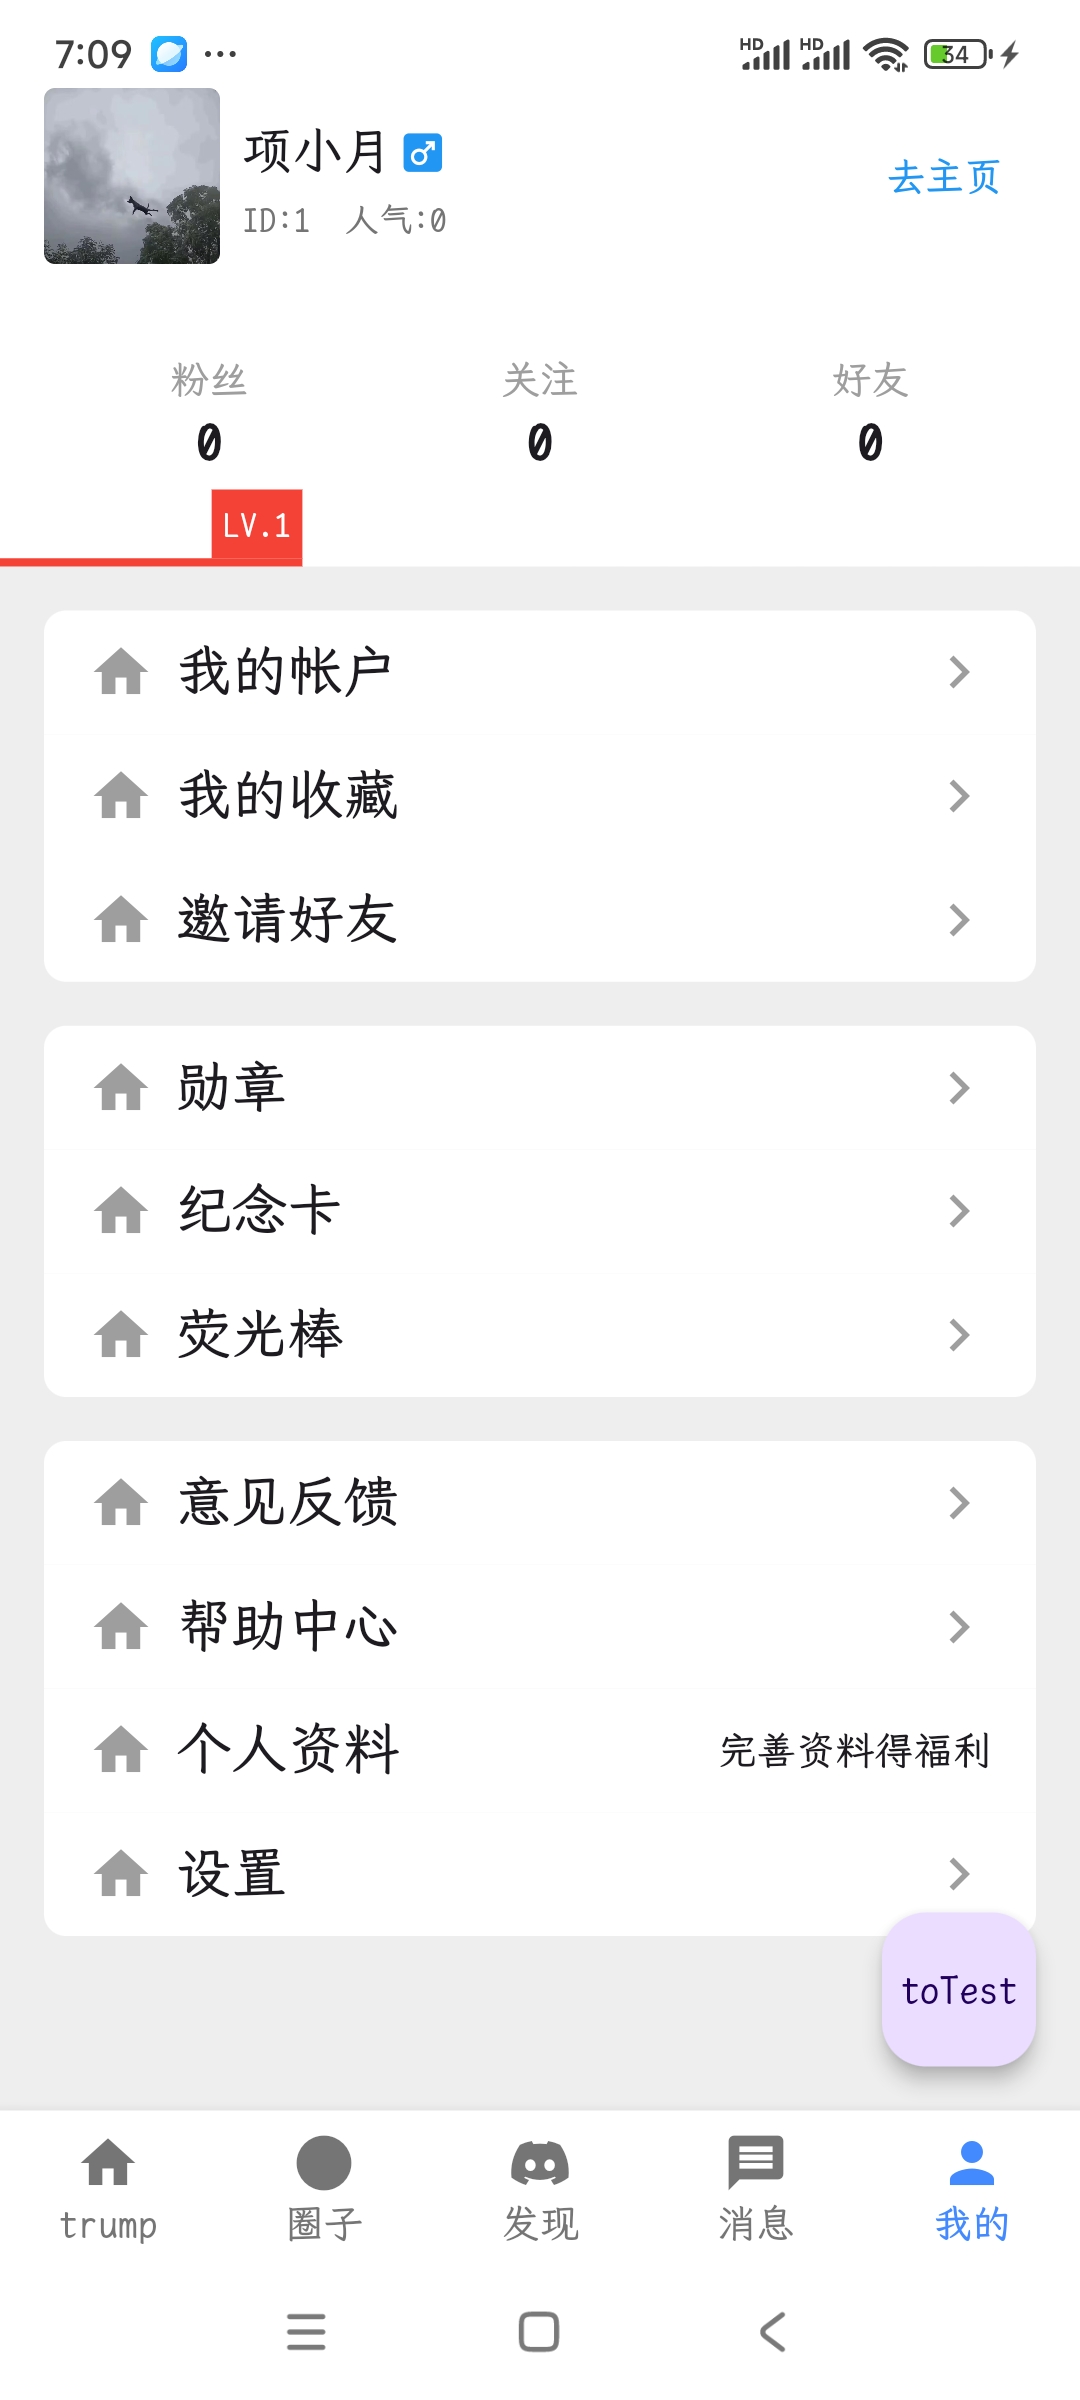 7:09 HD HD 34
项小月
ID:1 人气:0
去主页
粉丝 关注 好友
0 0 0
LV.1
我的帐户
我的收藏
邀请好友
勋章
纪念卡
荧光棒
意见反馈
帮助中心
个人资料 完善资料得福利
设置
toTest
trump 圈子 发现 消息 我的